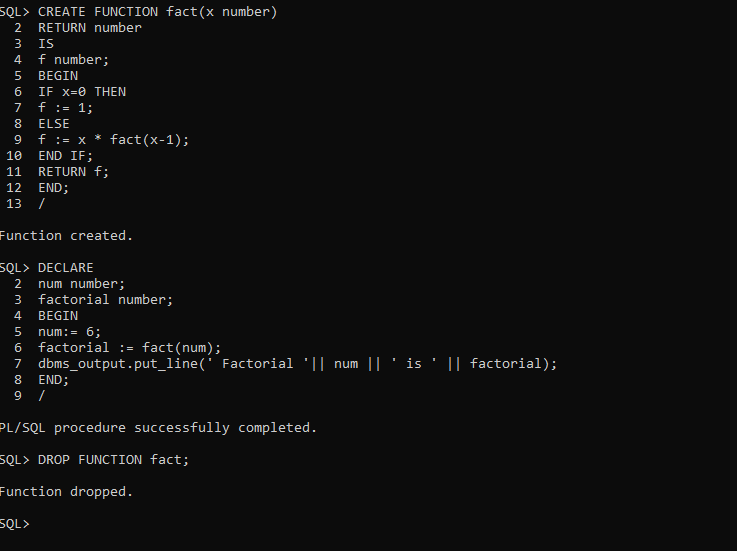 SQL> CREATE FUNCTION fact(x number)
2 RETURN number
3 IS
4 f number;
5 BEGIN
6 IF x=0 THEN
7 f := 1;
8 ELSE
9 f := x * fact(x-1);
10 END IF;
11 RETURN f;
12 END;
13 /
Function created.
SQL> DECLARE
2 num number;
3 factorial number;
4 BEGIN
5 num:= 6;
6 factorial := fact(num);
7 dbms_output.put_line(' Factorial '|| num || ' is ' || factorial);
8 END;
9 /
PL/SQL procedure successfully completed.
SQL> DROP FUNCTION fact;
Function dropped.
SQL>